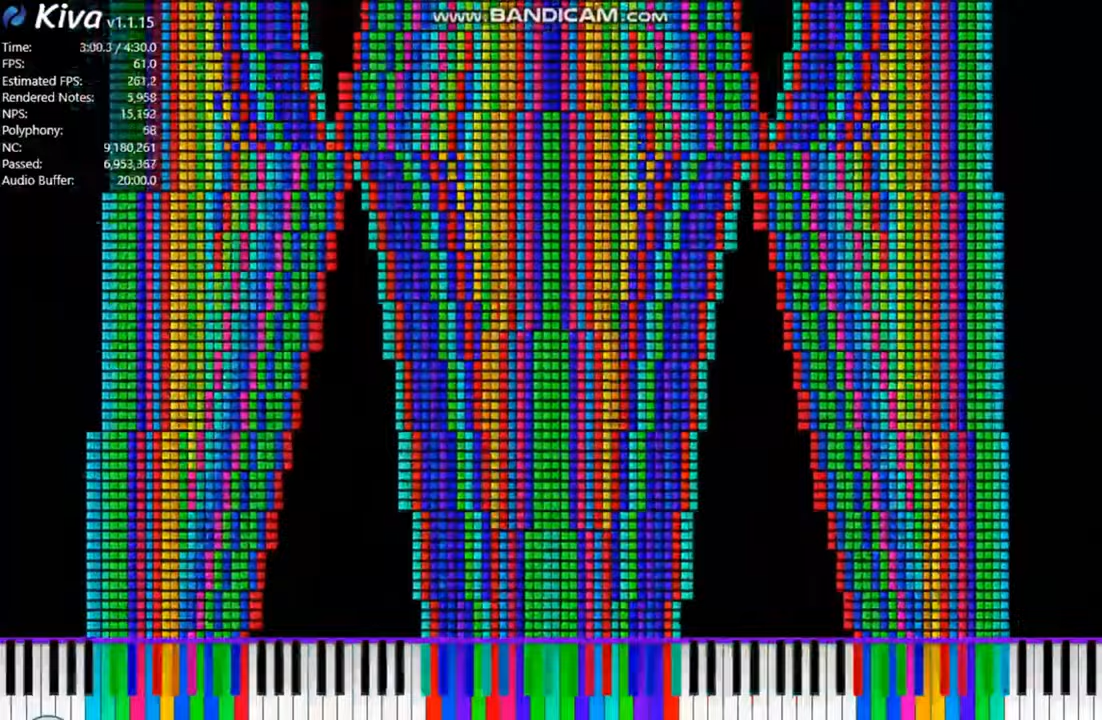 Kiva v1.1.15
www.BANDICAM.com
Time: 3:00.3 / 4:30.0
FPS: 61.0
Estimated FPS: 261.2
Rendered Notes: 5,958
NPS: 15,192
Polyphony: 68
NC: 9,180,261
Passed: 6,953,367
Audio Buffer: 20:00.0